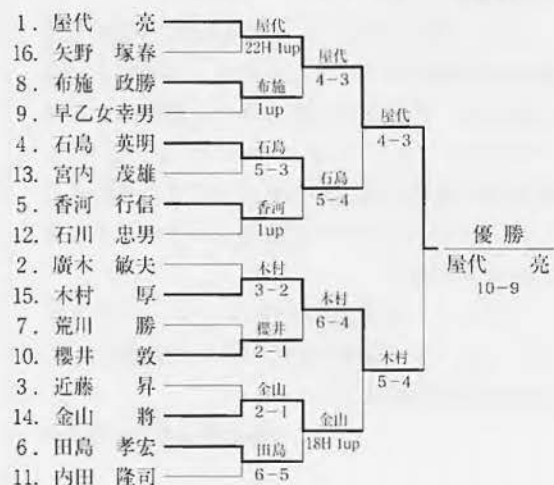 1. 屋代 亮
16. 矢野 塚春
8. 布施 政勝
9. 早乙女幸男
4. 石島 英明
13. 宮内 茂雄
5. 香河 行信
12. 石川 忠男
2. 廣木 敏夫
15. 木村 厚
7. 荒川 勝
10. 櫻井 敦
3. 近藤 昇
14. 金山 將
6. 田島 孝宏
11. 内田 隆司
屋代
22H 1up
布施
1up
石島
5-3
香河
1up
木村
3-2
櫻井
2-1
金山
2-1
田島
6-5
屋代
4-3
石島
5-4
木村
6-4
金山
18H 1up
屋代
4-3
木村
5-4
優勝
屋代 亮
10-9